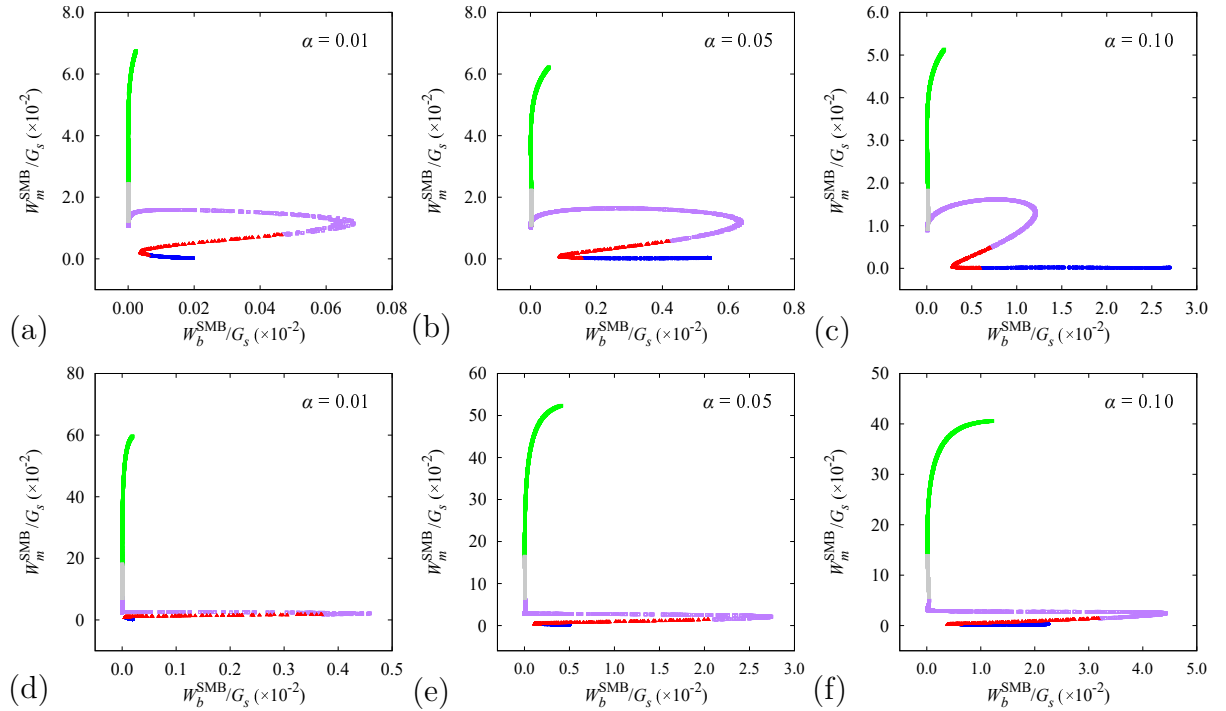 8.0
6.0
4.0
2.0
0.0
0.00 0.02 0.04 0.06 0.08
α = 0.01
W_m^SMB/G_s (×10^-2)
W_b^SMB/G_s (×10^-2)
(a)
8.0
6.0
4.0
2.0
0.0
0.0 0.2 0.4 0.6 0.8
α = 0.05
W_m^SMB/G_s (×10^-2)
W_b^SMB/G_s (×10^-2)
(b)
6.0
5.0
4.0
3.0
2.0
1.0
0.0
0.0 1.0 2.0 3.0
α = 0.10
W_m^SMB/G_s (×10^-2)
W_b^SMB/G_s (×10^-2)
(c)
80
60
40
20
0
0.0 0.1 0.2 0.3 0.4 0.5
α = 0.01
W_m^SMB/G_s (×10^-2)
W_b^SMB/G_s (×10^-2)
(d)
60
50
40
30
20
10
0
0.0 0.5 1.0 1.5 2.0 2.5 3.0
α = 0.05
W_m^SMB/G_s (×10^-2)
W_b^SMB/G_s (×10^-2)
(e)
50
40
30
20
10
0
0.0 1.0 2.0 3.0 4.0 5.0
α = 0.10
W_m^SMB/G_s (×10^-2)
W_b^SMB/G_s (×10^-2)
(f)